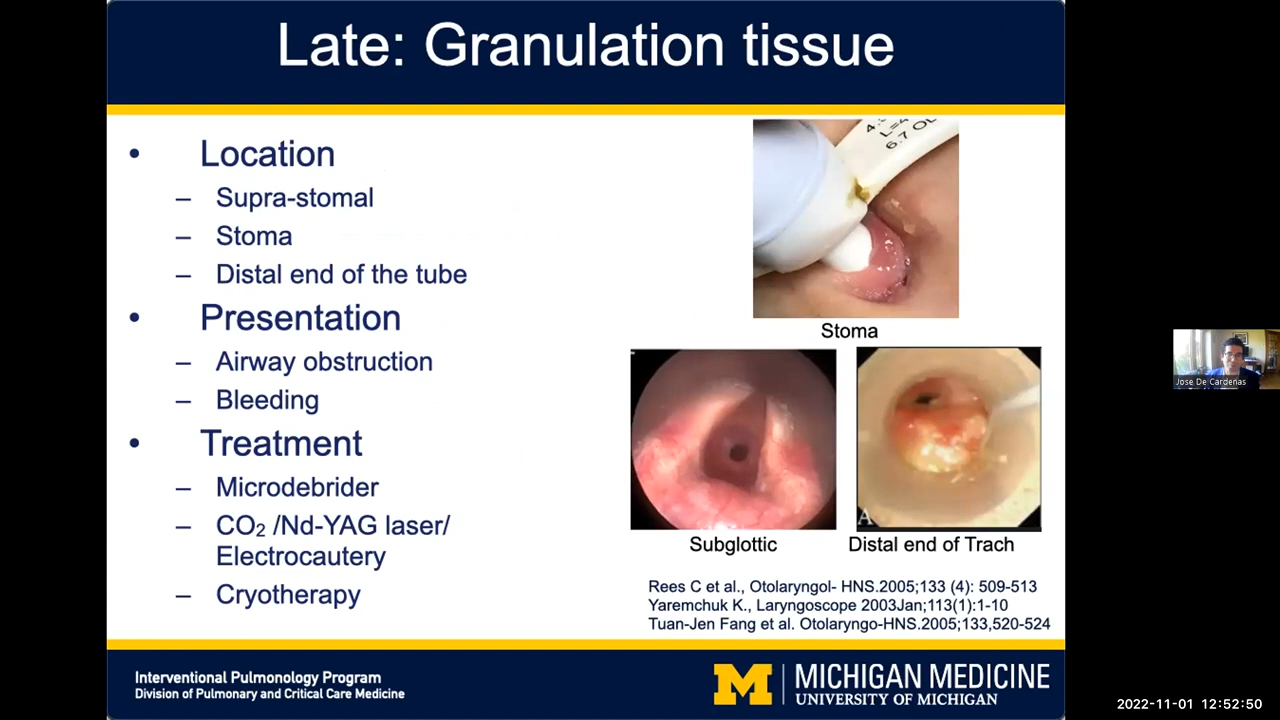 Late: Granulation tissue
• Location
– Supra-stomal
– Stoma
– Distal end of the tube
• Presentation
– Airway obstruction
– Bleeding
• Treatment
– Microdebrider
– CO₂ /Nd-YAG laser/
Electrocautery
– Cryotherapy
L=4
6.7
Stoma
Subglottic
A
Distal end of Trach
Rees C et al., Otolaryngol- HNS.2005;133 (4): 509-513
Yaremchuk K., Laryngoscope 2003Jan;113(1):1-10
Tuan-Jen Fang et al. Otolaryngo-HNS.2005;133,520-524
Interventional Pulmonology Program
Division of Pulmonary and Critical Care Medicine
M
MICHIGAN MEDICINE
UNIVERSITY OF MICHIGAN
Jose De Cardenas
2022-11-01 12:52:50